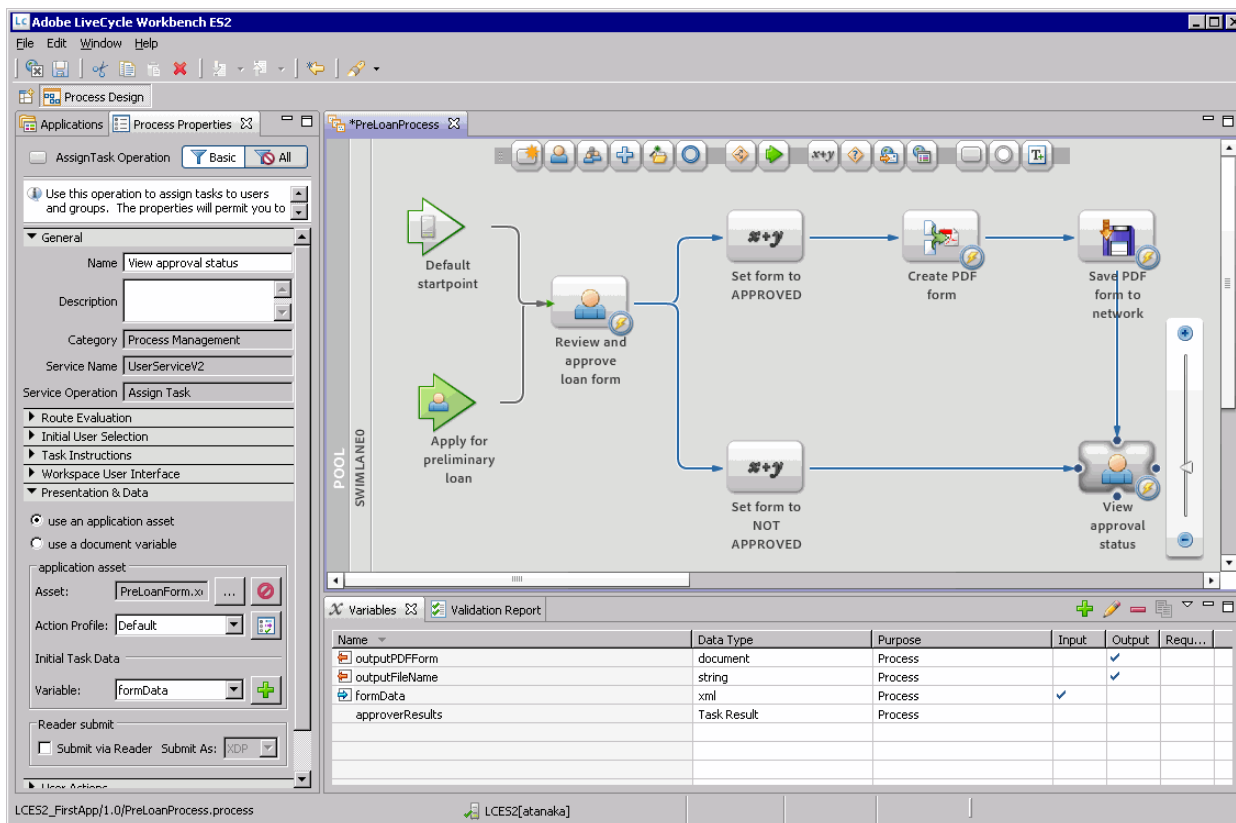 Lc Adobe LiveCycle Workbench ES2
File Edit Window Help
Process Design
Applications Process Properties
*PreLoanProcess
AssignTask Operation Basic All
Use this operation to assign tasks to users
and groups. The properties will permit you to
General
Name View approval status
Description
Category Process Management
Service Name UserServiceV2
Service Operation Assign Task
Route Evaluation
Initial User Selection
Task Instructions
Workspace User Interface
Presentation & Data
use an application asset
use a document variable
application asset
Asset: PreLoanForm.x ...
Action Profile: Default
Initial Task Data
Variable: formData
Reader submit
Submit via Reader Submit As: XDP
User Actions
x+y
T
POOL
SWIMLANE0
Default
startpoint
Apply for
preliminary
loan
Review and
approve
loan form
x+y
Set form to
APPROVED
Create PDF
form
Save PDF
form to
network
x+y
Set form to
NOT
APPROVED
View
approval
status
X Variables Validation Report
Name Data Type Purpose Input Output Requ...
outputPDFForm document Process
outputFileName string Process
formData xml Process
approverResults Task Result Process
LCES2_FirstApp/1.0/PreLoanProcess.process
LCES2[atanaka]